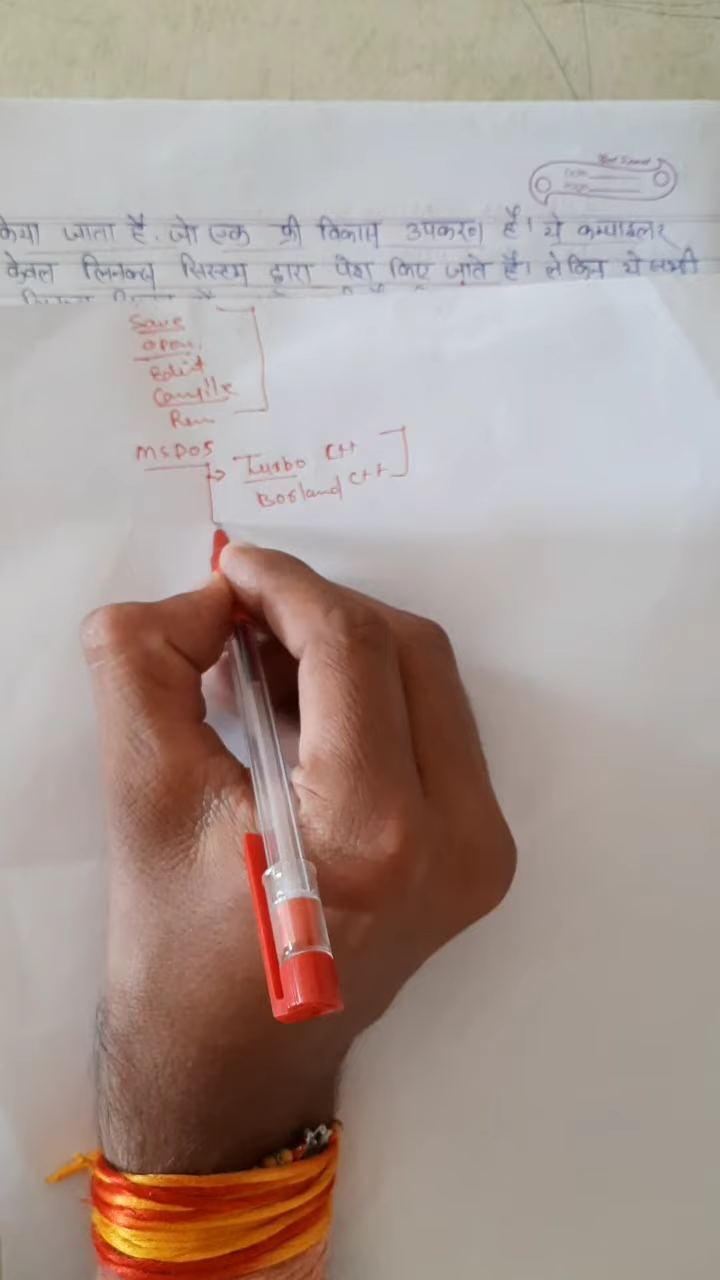 किया जाता है. जो एक फ्री विकास उपकरण है। ये कम्पाइलर
केवल लिनक्स सिस्टम द्वारा पेश किए जाते है। लेकिन ये सभी
Save
open
Edit
Compile
Run
MSDOS
Turbo C++
Borland C++